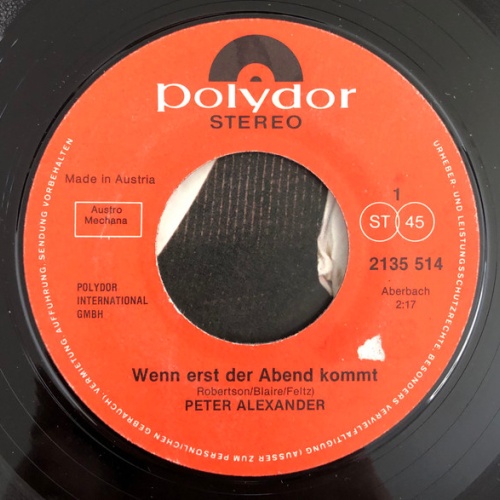 polydor
STEREO
Made in Austria
Austro
Mechana
1
ST 45
2135 514
POLYDOR
INTERNATIONAL
GMBH
Aberbach
2:17
Wenn erst der Abend kommt
Robertson/Blaire/Feltz)
PETER ALEXANDER
URHEBER- UND LEISTUNGSSCHUTZRECHTE, BESONDERS VERVIELFÄLTIGUNG (AUSSER ZUM PERSÖNLICHEN GEBRAUCH), VERMIETUNG, AUFFÜHRUNG, SENDUNG VORBEHALTEN